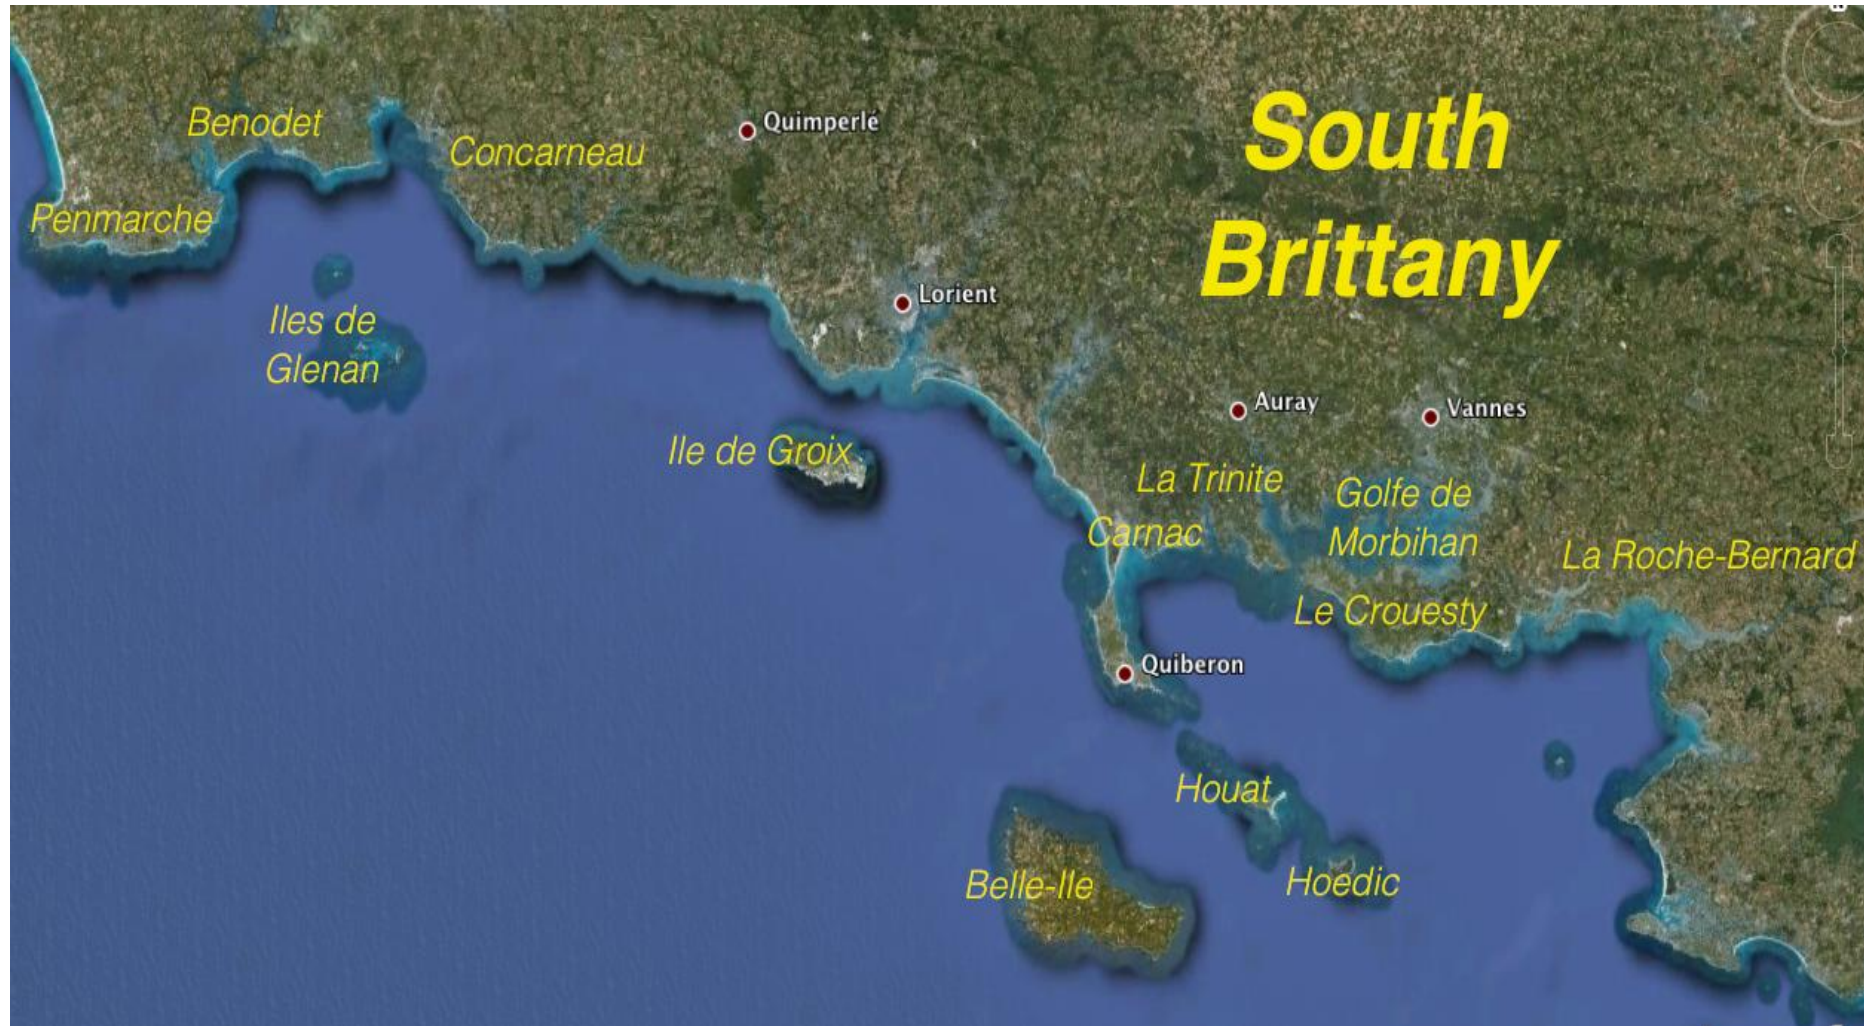 South
Brittany
Benodet
Concarneau
Quimperlé
Penmarche
Iles de
Glenan
Lorient
Ile de Groix
Auray
Vannes
La Trinite
Golfe de
Morbihan
Carnac
La Roche-Bernard
Le Crouesty
Quiberon
Houat
Belle-Ile
Hoedic